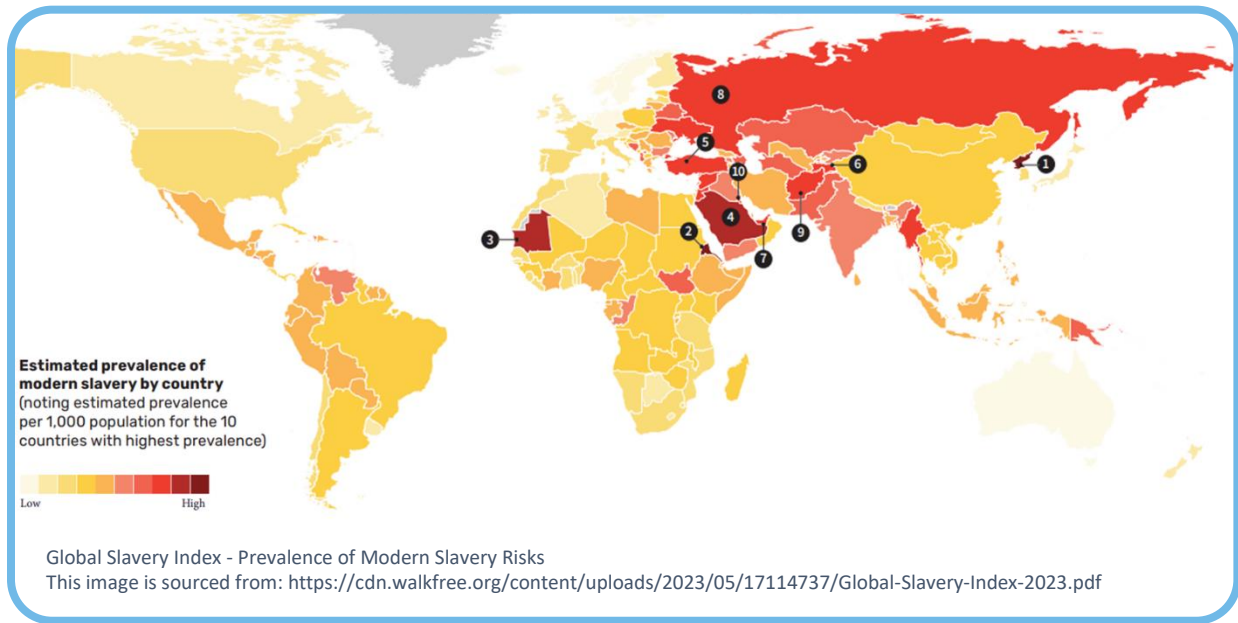 8
5
10
6
1
4
2
3
9
7
Estimated prevalence of
modern slavery by country
(noting estimated prevalence
per 1,000 population for the 10
countries with highest prevalence)
Low High
Global Slavery Index - Prevalence of Modern Slavery Risks
This image is sourced from: https://cdn.walkfree.org/content/uploads/2023/05/17114737/Global-Slavery-Index-2023.pdf